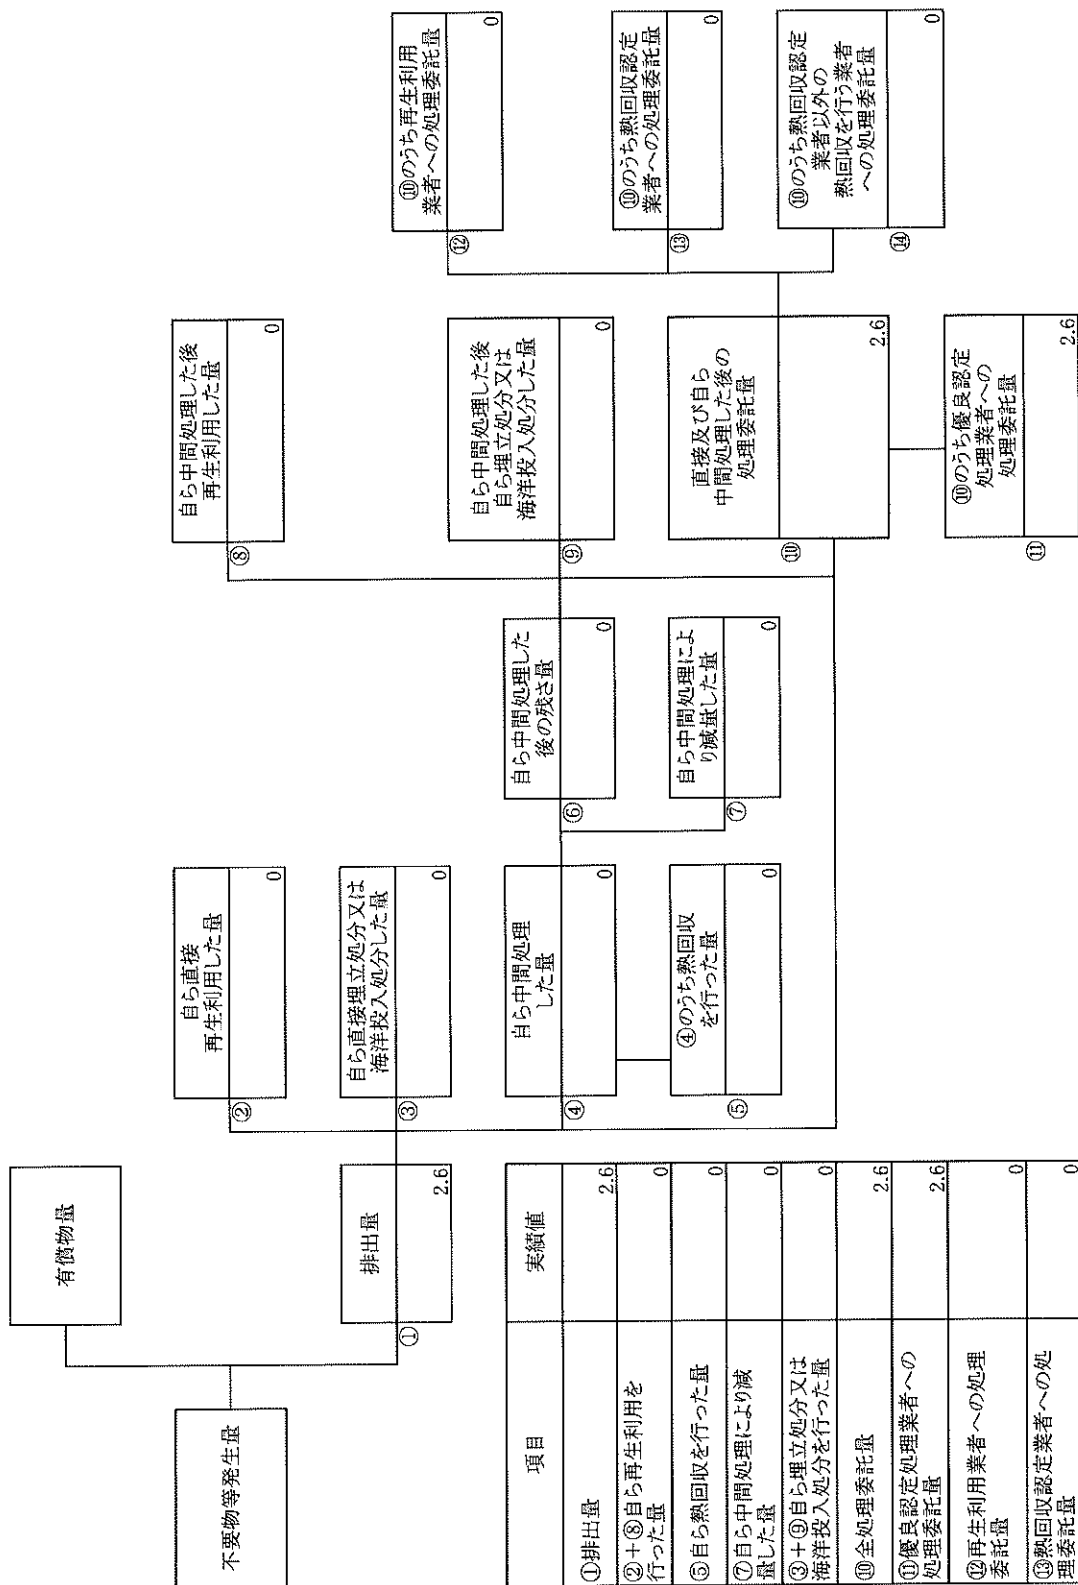 不要物等発生量
有償物量
①
排出量
2.6
②
自ら直接
再生利用した量
0
③
自ら直接埋立処分又は
海洋投入処分した量
0
④
自ら中間処理
した量
0
⑤
④のうち熱回収
を行った量
0
⑥
自ら中間処理した
後の残さ量
0
⑦
自ら中間処理によ
り減量した量
0
⑧
自ら中間処理した後
再生利用した量
0
⑨
自ら中間処理した後
自ら埋立処分又は
海洋投入処分した量
0
⑩
直接及び自ら
中間処理した後の
処理委託量
2.6
⑪
⑩のうち優良認定
処理業者への
処理委託量
2.6
⑫
⑩のうち再生利用
業者への処理委託量
0
⑬
⑩のうち熱回収認定
業者への処理委託量
0
⑭
⑩のうち熱回収認定
業者以外の
熱回収を行う業者
への処理委託量
0
項目 実績値
①排出量 2.6
②+⑧自ら再生利用を
行った量 0
⑤自ら熱回収を行った量 0
⑦自ら中間処理により減
量した量 0
③+⑨自ら埋立処分又は
海洋投入処分を行った量 0
⑩全処理委託量 2.6
⑪優良認定処理業者への
処理委託量 2.6
⑫再生利用業者への処理
委託量 0
⑬熱回収認定業者への処
理委託量 0